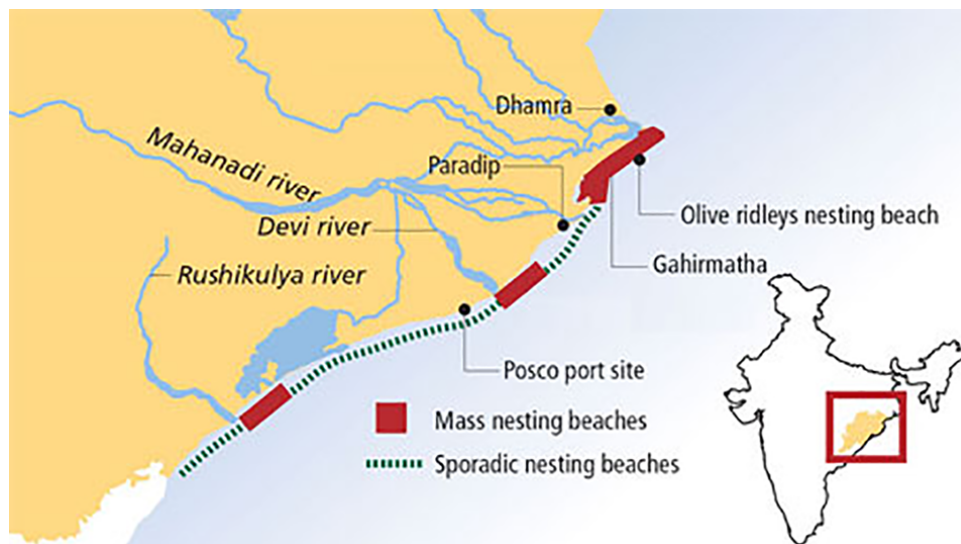 Dhamra
Mahanadi river
Paradip
Olive ridleys nesting beach
Devi river
Gahirmatha
Rushikulya river
Posco port site
Mass nesting beaches
Sporadic nesting beaches